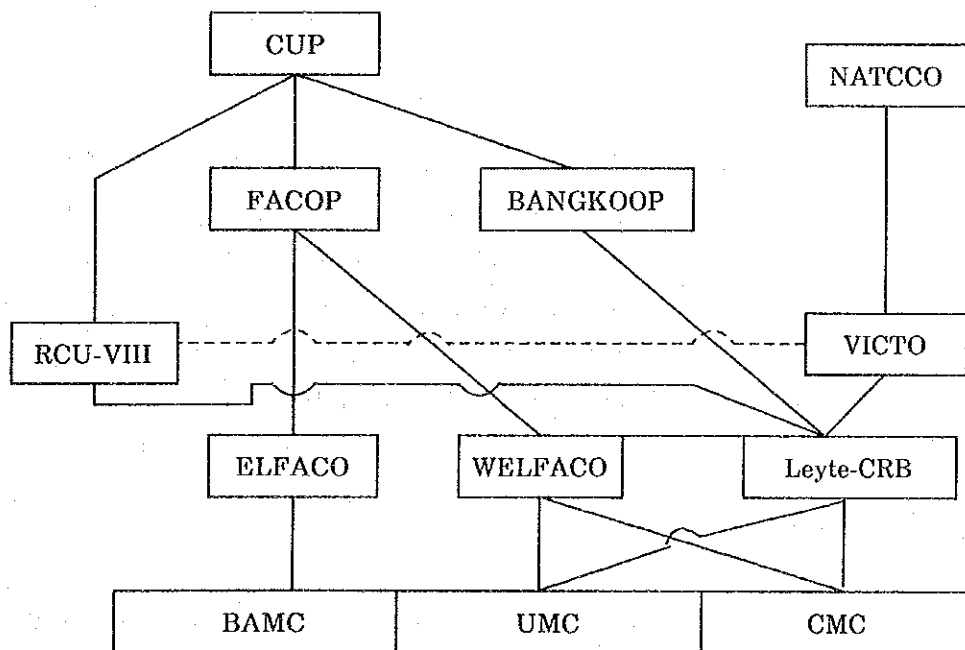 CUP
NATCCO
FACOP
BANGKOOP
RCU-VIII
VICTO
ELFACO
WELFACO
Leyte-CRB
BAMC
UMC
CMC